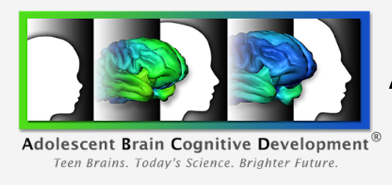 Adolescent Brain Cognitive Development®
Teen Brains. Today's Science. Brighter Future.